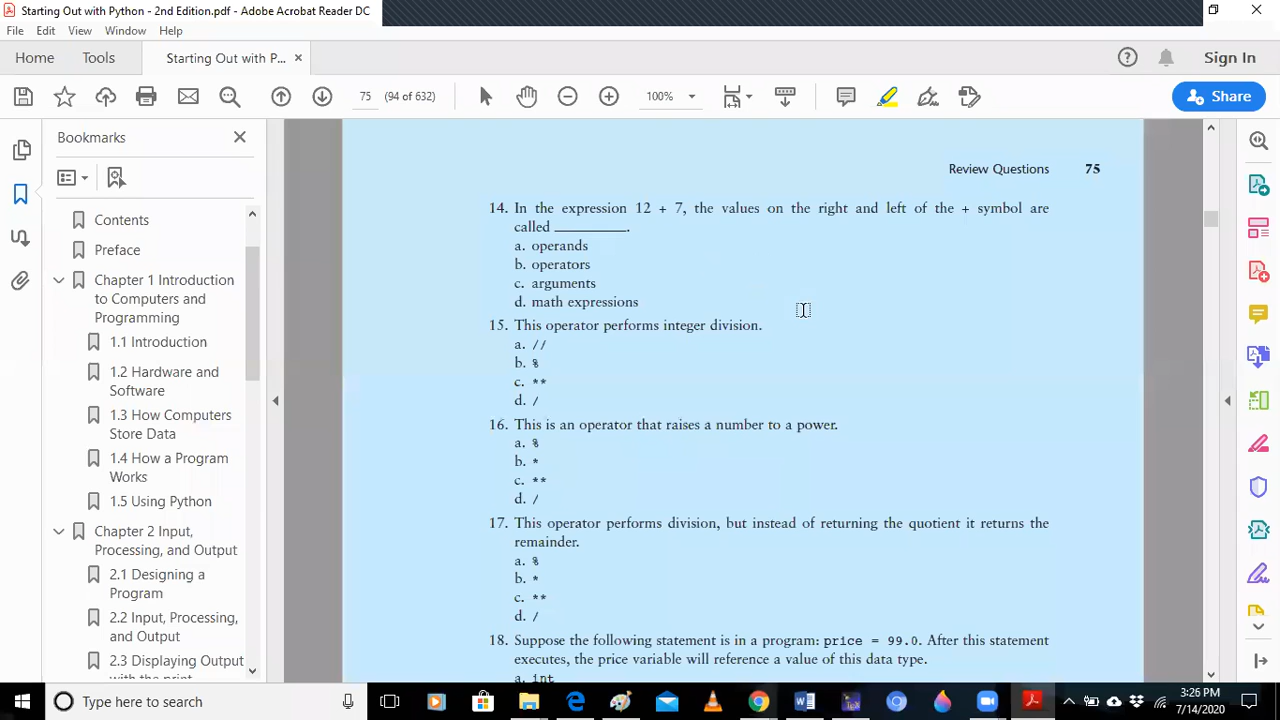 Starting Out with Python - 2nd Edition.pdf - Adobe Acrobat Reader DC
File Edit View Window Help
Home Tools Starting Out with P... ×
Sign In
75 (94 of 632) 100%
Share
Bookmarks
Contents
Preface
Chapter 1 Introduction
to Computers and
Programming
1.1 Introduction
1.2 Hardware and
Software
1.3 How Computers
Store Data
1.4 How a Program
Works
1.5 Using Python
Chapter 2 Input,
Processing, and Output
2.1 Designing a
Program
2.2 Input, Processing,
and Output
2.3 Displaying Output
with the print
Review Questions 75
14. In the expression 12 + 7, the values on the right and left of the + symbol are
called __________.
a. operands
b. operators
c. arguments
d. math expressions
15. This operator performs integer division.
a. //
b. %
c. **
d. /
16. This is an operator that raises a number to a power.
a. %
b. *
c. **
d. /
17. This operator performs division, but instead of returning the quotient it returns the
remainder.
a. %
b. *
c. **
d. /
18. Suppose the following statement is in a program: price = 99.0. After this statement
executes, the price variable will reference a value of this data type.
a. int
Type here to search
3:26 PM
7/14/2020